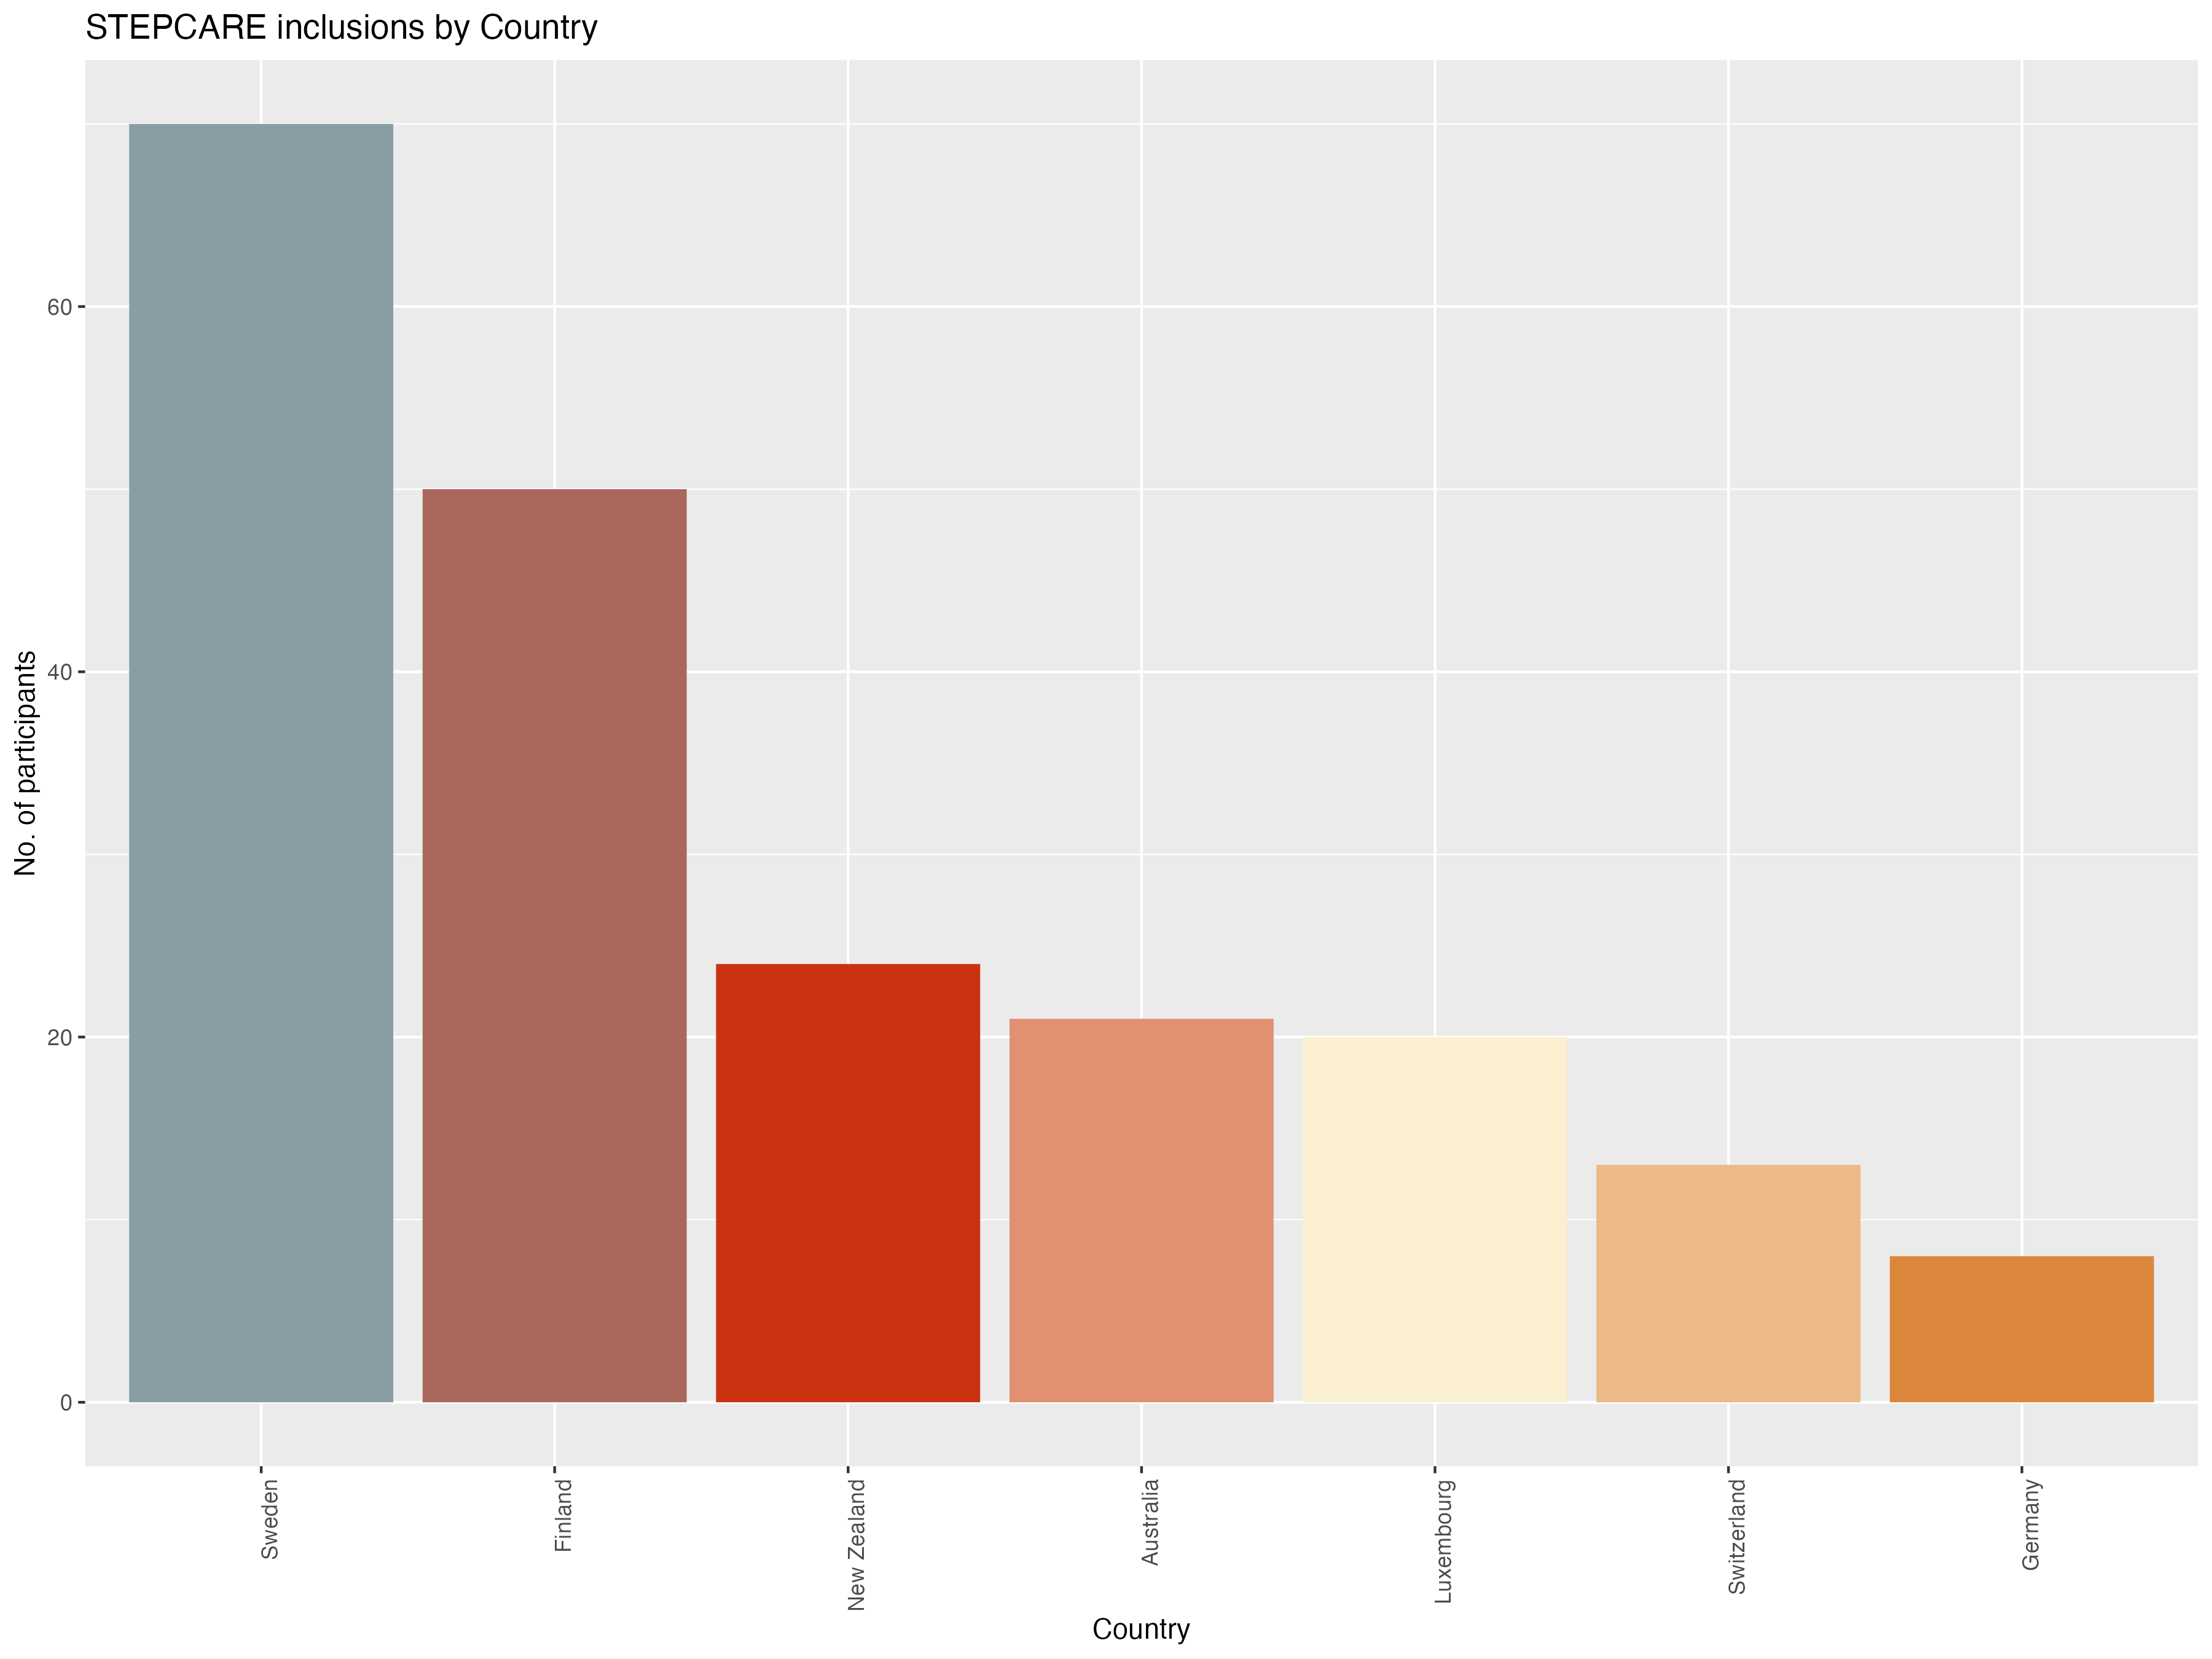 STEPCARE inclusions by Country
No. of participants
60
40
20
0
Sweden
Finland
New Zealand
Australia
Luxembourg
Switzerland
Germany
Country